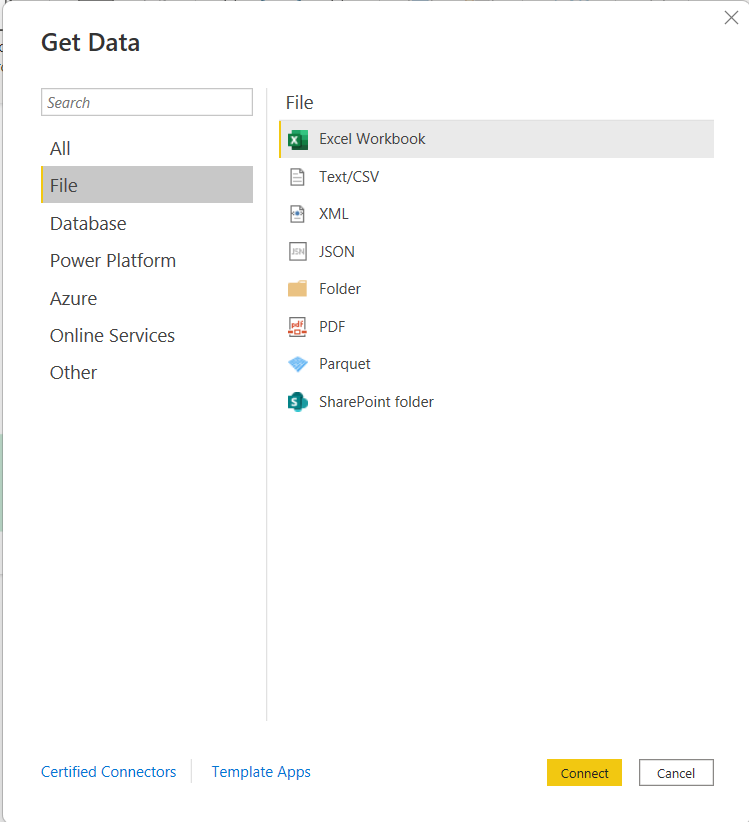 Get Data
Search
All
File
Database
Power Platform
Azure
Online Services
Other
File
Excel Workbook
Text/CSV
XML
JSON
Folder
PDF
Parquet
SharePoint folder
Certified Connectors
Template Apps
Connect
Cancel